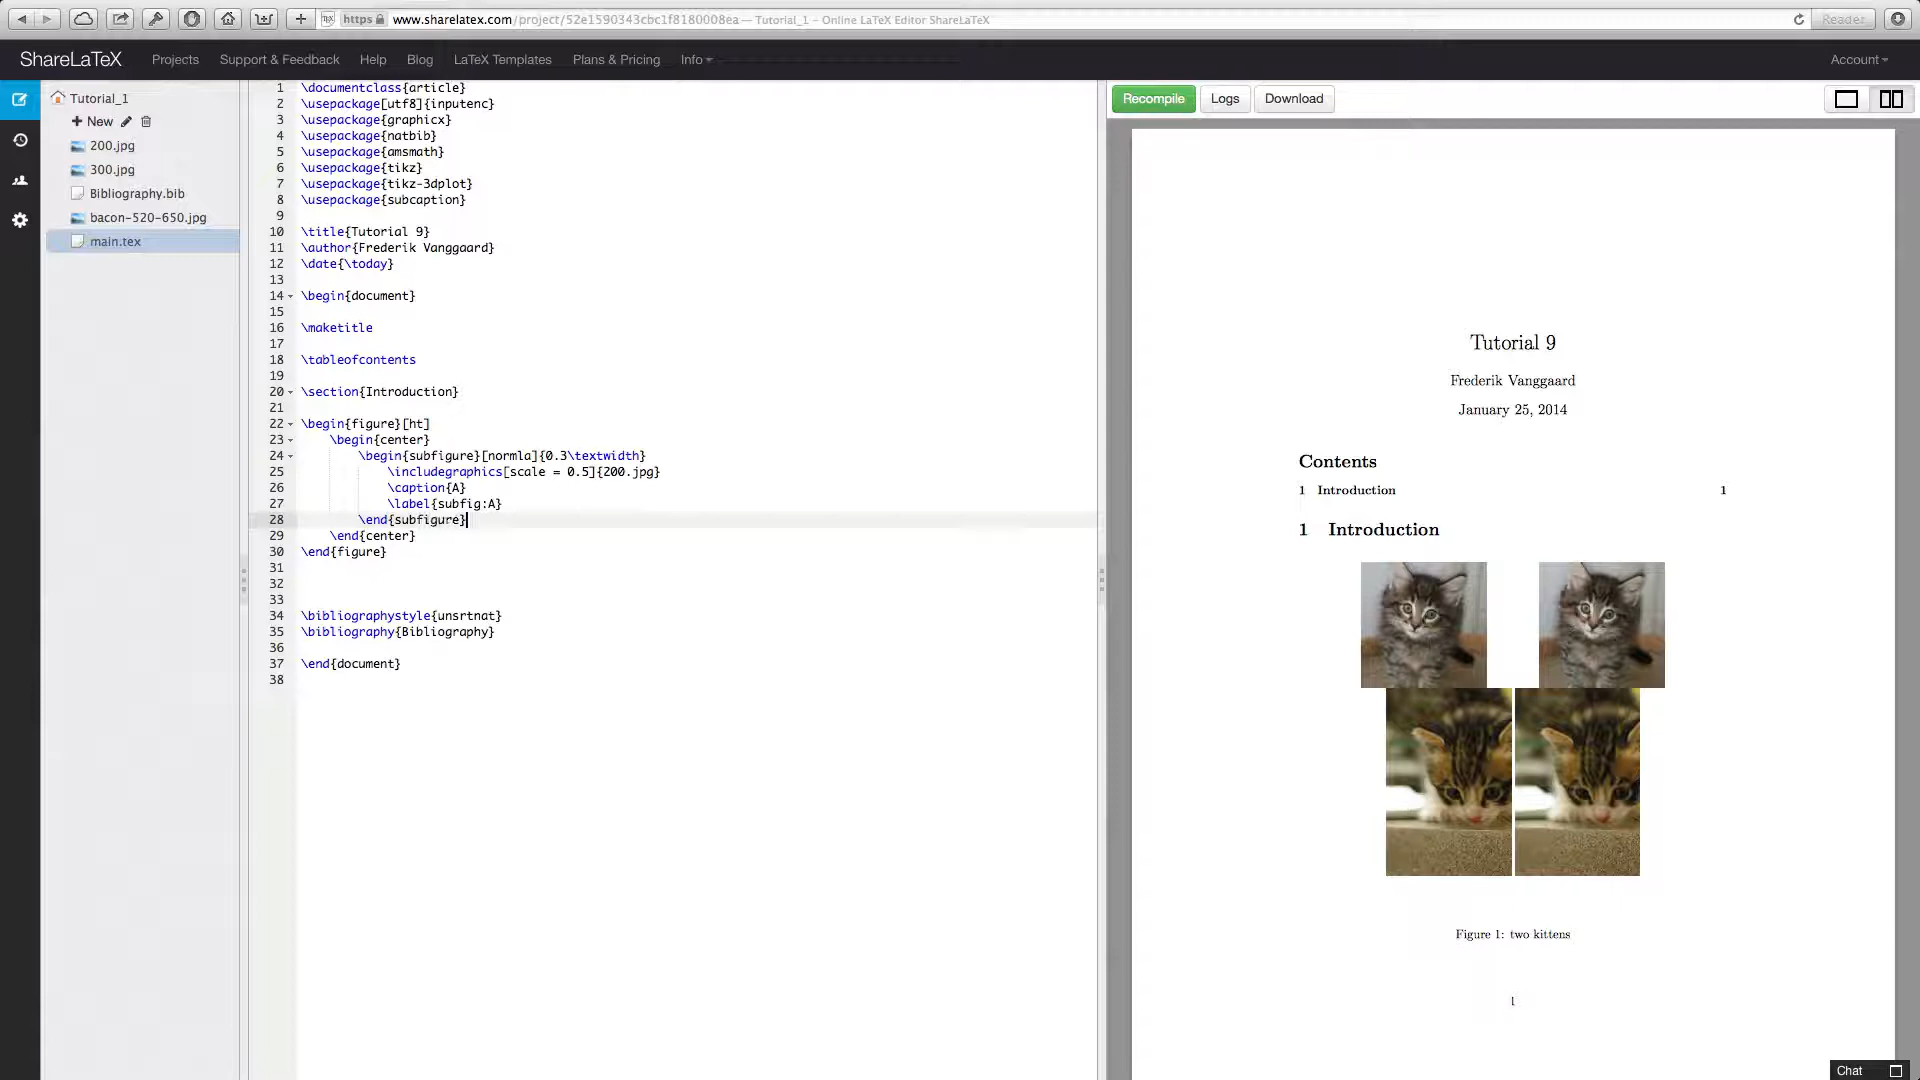 https www.sharelatex.com/project/52e1590343cbc1f8180008ea — Tutorial_1 – Online LaTeX Editor ShareLaTeX
Reader
ShareLaTeX Projects Support & Feedback Help Blog LaTeX Templates Plans & Pricing Info Account
Tutorial_1
New
200.jpg
300.jpg
Bibliography.bib
bacon-520-650.jpg
main.tex
1 \documentclass{article}
2 \usepackage[utf8]{inputenc}
3 \usepackage{graphicx}
4 \usepackage{natbib}
5 \usepackage{amsmath}
6 \usepackage{tikz}
7 \usepackage{tikz-3dplot}
8 \usepackage{subcaption}
9
10 \title{Tutorial 9}
11 \author{Frederik Vanggaard}
12 \date{\today}
13
14 \begin{document}
15
16 \maketitle
17
18 \tableofcontents
19
20 \section{Introduction}
21
22 \begin{figure}[ht]
23 \begin{center}
24 \begin{subfigure}[normla]{0.3\textwidth}
25 \includegraphics[scale = 0.5]{200.jpg}
26 \caption{A}
27 \label{subfig:A}
28 \end{subfigure}
29 \end{center}
30 \end{figure}
31
32
33
34 \bibliographystyle{unsrtnat}
35 \bibliography{Bibliography}
36
37 \end{document}
38
Recompile Logs Download
Tutorial 9
Frederik Vanggaard
January 25, 2014
Contents
1 Introduction 1
1 Introduction
Figure 1: two kittens
1
Chat